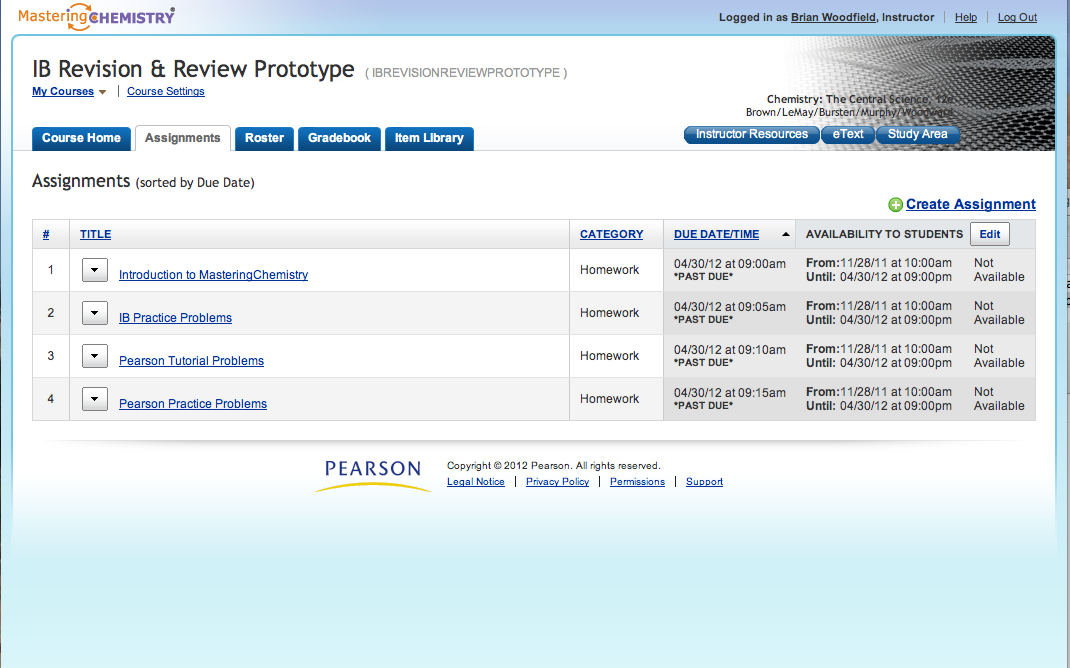 MasteringCHEMISTRY®
Logged in as Brian Woodfield, Instructor Help Log Out
IB Revision & Review Prototype ( IBREVISIONREVIEWPROTOTYPE )
My Courses Course Settings
Chemistry: The Central Science, 12e
Brown/LeMay/Bursten/Murphy/Woodward
Course Home Assignments Roster Gradebook Item Library Instructor Resources eText Study Area
Assignments (sorted by Due Date)
Create Assignment
# TITLE CATEGORY DUE DATE/TIME AVAILABILITY TO STUDENTS Edit
1 Introduction to MasteringChemistry Homework 04/30/12 at 09:00am From:11/28/11 at 10:00am Not
*PAST DUE* Until: 04/30/12 at 09:00pm Available
2 IB Practice Problems Homework 04/30/12 at 09:05am From:11/28/11 at 10:00am Not
*PAST DUE* Until: 04/30/12 at 09:00pm Available
3 Pearson Tutorial Problems Homework 04/30/12 at 09:10am From:11/28/11 at 10:00am Not
*PAST DUE* Until: 04/30/12 at 09:00pm Available
4 Pearson Practice Problems Homework 04/30/12 at 09:15am From:11/28/11 at 10:00am Not
*PAST DUE* Until: 04/30/12 at 09:00pm Available
PEARSON Copyright © 2012 Pearson. All rights reserved.
Legal Notice | Privacy Policy | Permissions | Support